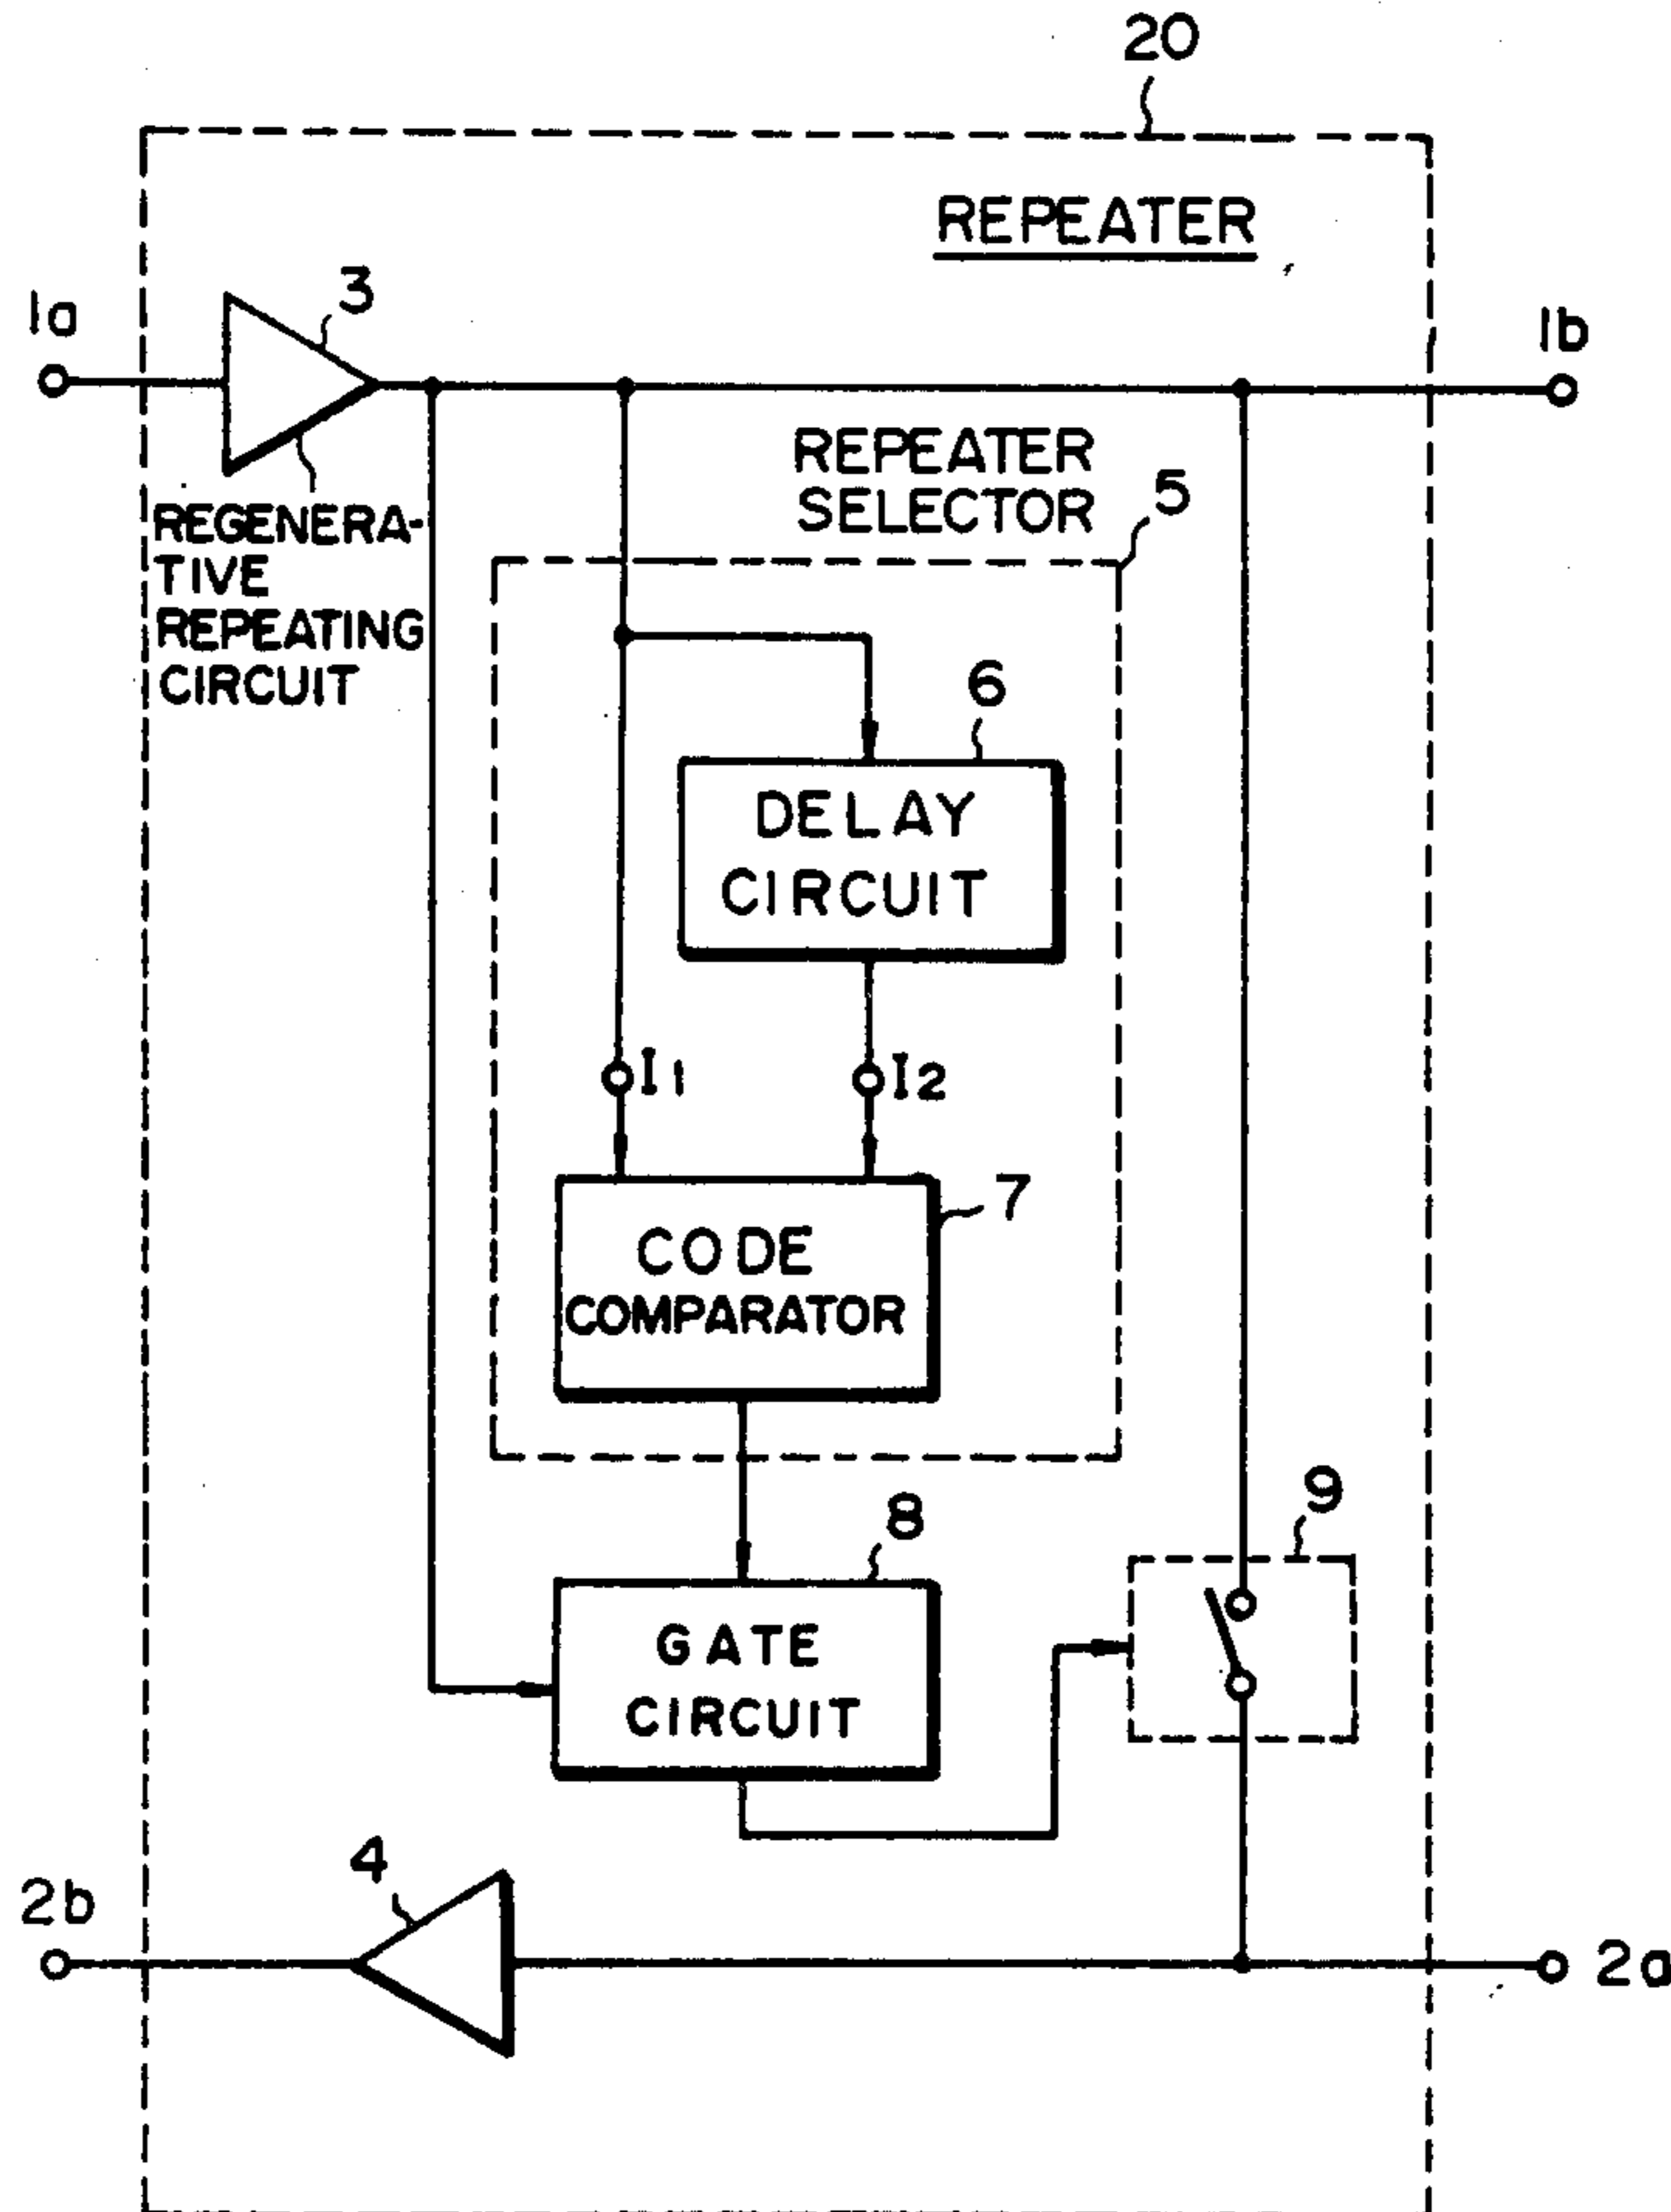 20
REPEATER
1a
3
1b
REPEATER
SELECTOR
5
REGENERA-
TIVE
REPEATING
CIRCUIT
6
DELAY
CIRCUIT
I1
I2
7
CODE
COMPARATOR
9
8
GATE
CIRCUIT
4
2b
2a